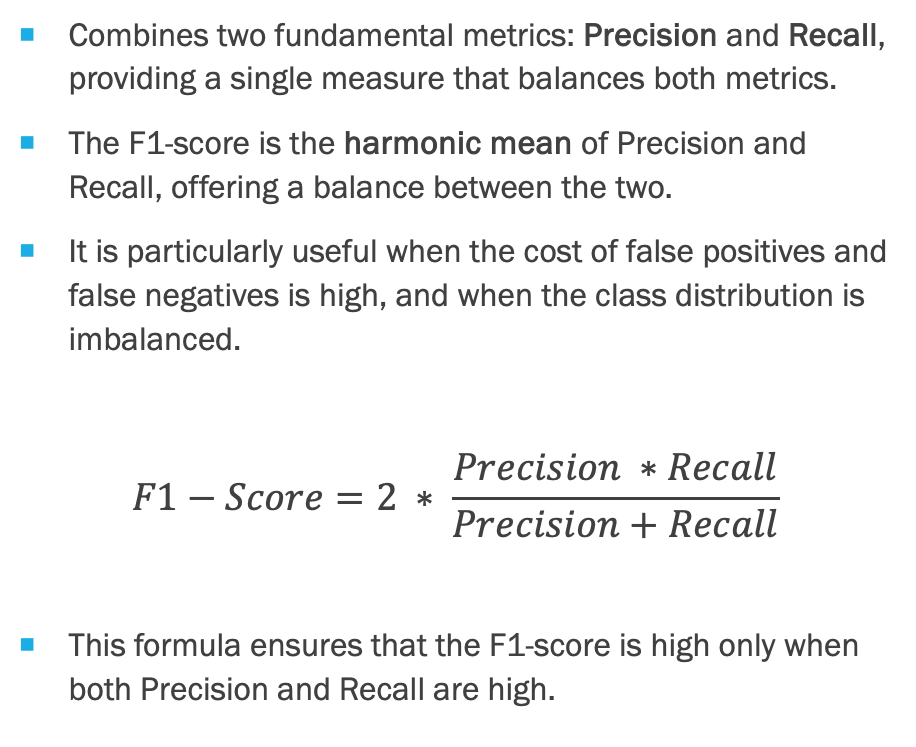 Combines two fundamental metrics: Precision and Recall,
providing a single measure that balances both metrics.
The F1-score is the harmonic mean of Precision and
Recall, offering a balance between the two.
It is particularly useful when the cost of false positives and
false negatives is high, and when the class distribution is
imbalanced.
F1 − Score = 2 * (Precision * Recall) / (Precision + Recall)
This formula ensures that the F1-score is high only when
both Precision and Recall are high.